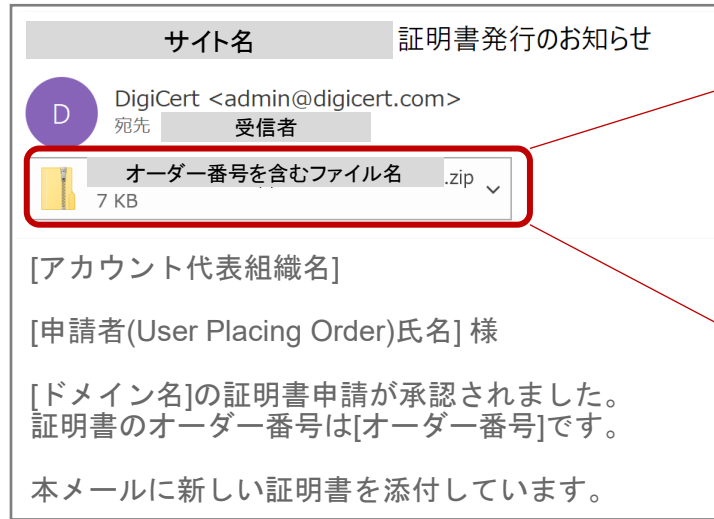 サイト名 証明書発行のお知らせ
D
DigiCert <admin@digicert.com>
宛先 受信者
オーダー番号を含むファイル名 .zip
7 KB
[アカウント代表組織名]
[申請者(User Placing Order)氏名] 様
[ドメイン名]の証明書申請が承認されました。
証明書のオーダー番号は[オーダー番号]です。
本メールに新しい証明書を添付しています。